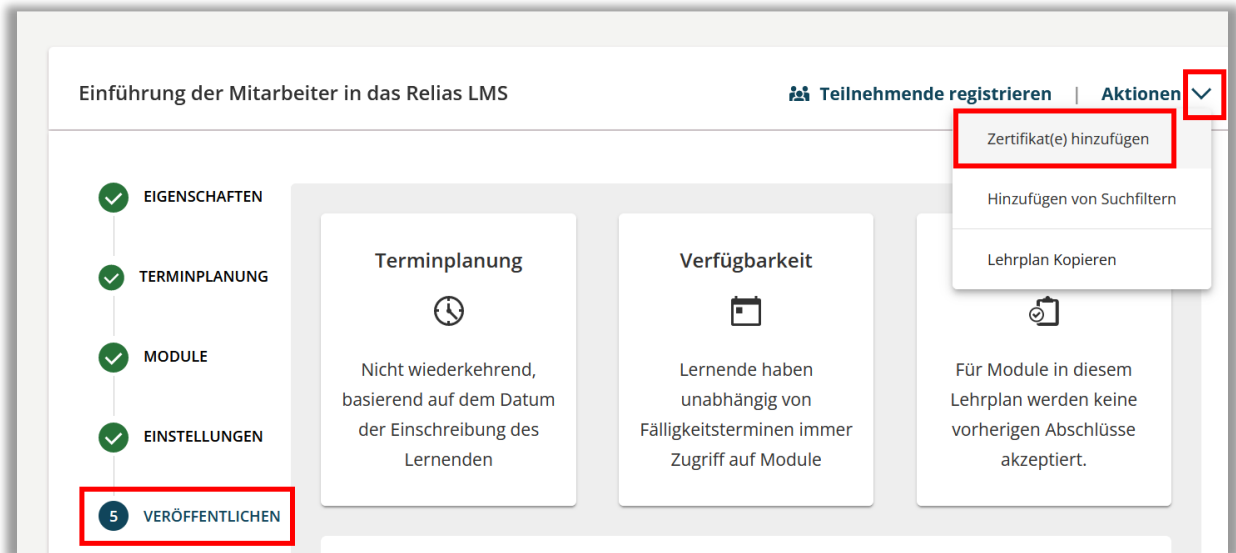 Einführung der Mitarbeiter in das Relias LMS
Teilnehmende registrieren | Aktionen
Zertifikat(e) hinzufügen
Hinzufügen von Suchfiltern
Lehrplan Kopieren
EIGENSCHAFTEN
TERMINPLANUNG
MODULE
EINSTELLUNGEN
5 VERÖFFENTLICHEN
Terminplanung
Nicht wiederkehrend,
basierend auf dem Datum
der Einschreibung des
Lernenden
Verfügbarkeit
Lernende haben
unabhängig von
Fälligkeitsterminen immer
Zugriff auf Module
Für Module in diesem
Lehrplan werden keine
vorherigen Abschlüsse
akzeptiert.